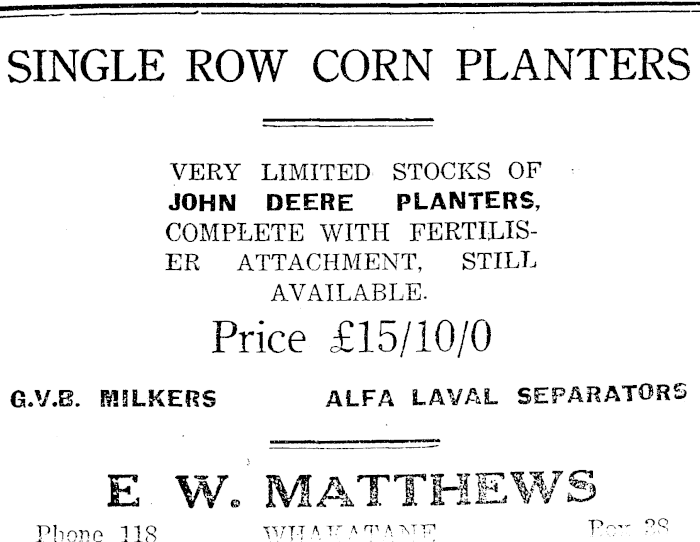 SINGLE ROW CORN PLANTERS
VERY LIMITED STOCKS OF
JOHN DEERE PLANTERS,
COMPLETE WITH FERTILIS-
ER ATTACHMENT, STILL
AVAILABLE.
Price £15/10/0
G.V.B. MILKERS ALFA LAVAL SEPARATORS
E W. MATTHEWS
Phone 118 WHAKATANE Box 38